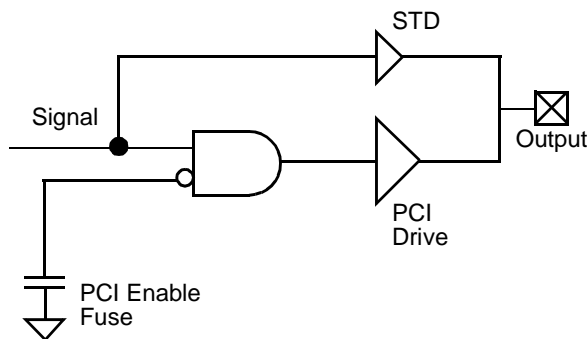 STD
Signal
Output
PCI
Drive
PCI Enable
Fuse